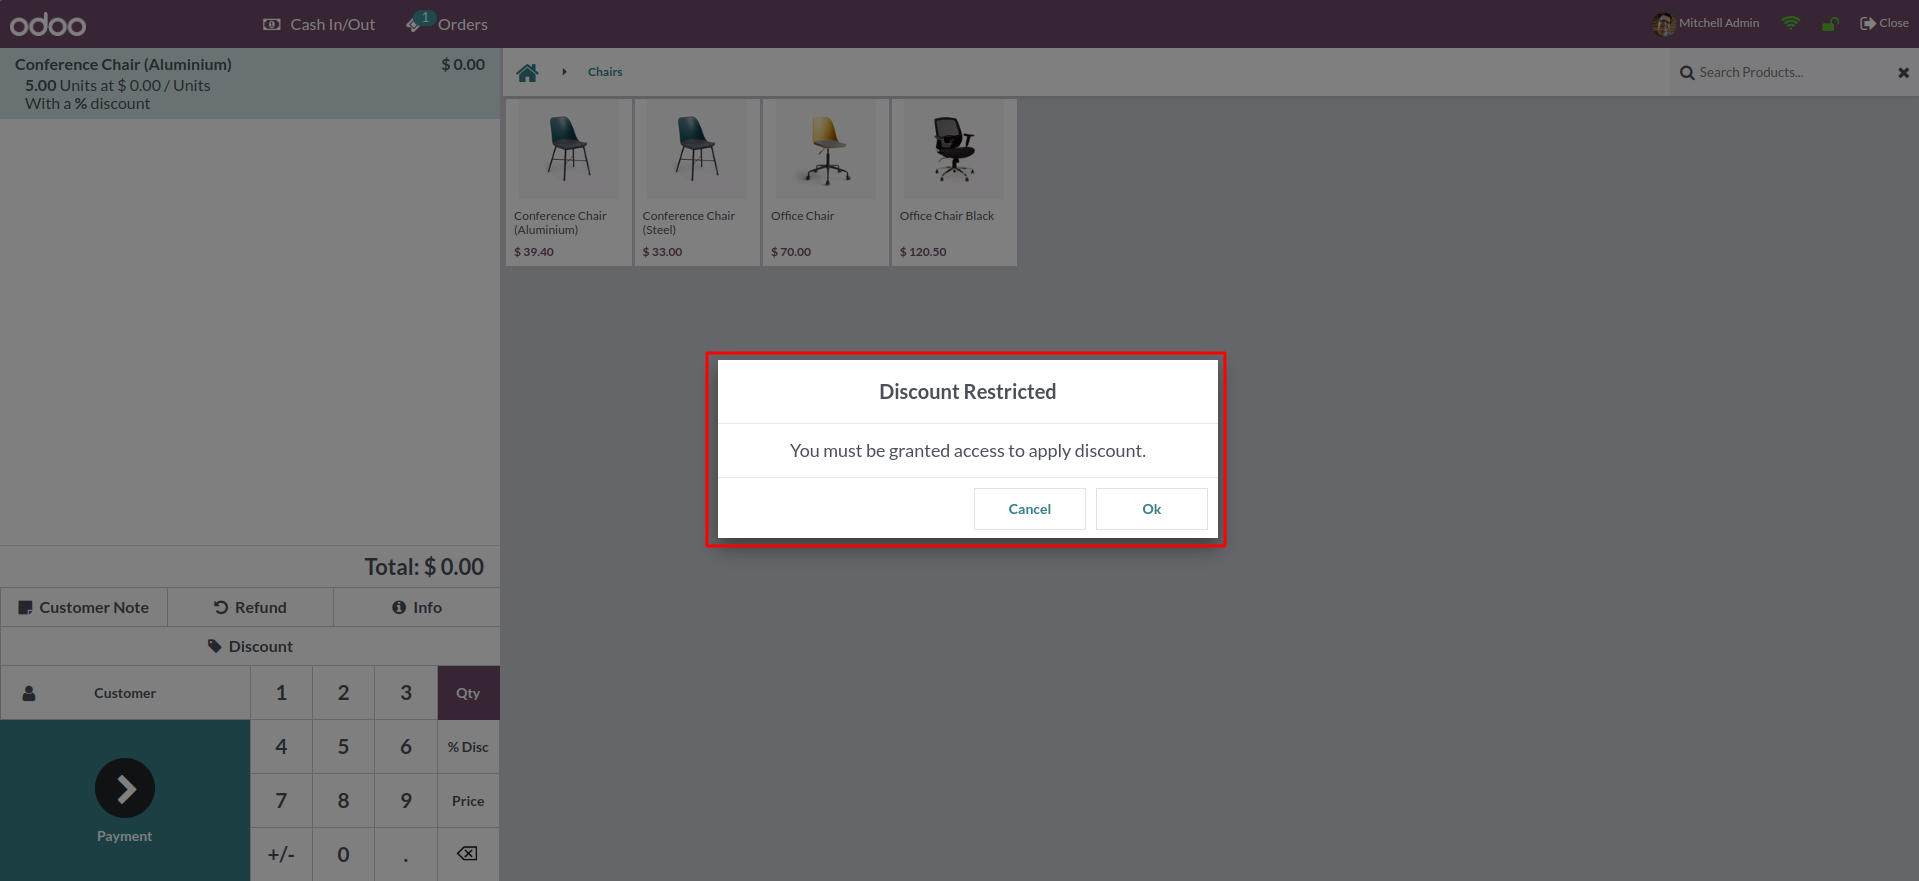 odoo
Cash In/Out
1
Orders
Mitchell Admin
Close
Conference Chair (Aluminium)
$ 0.00
5.00 Units at $ 0.00 / Units
With a % discount
Chairs
Search Products...
Conference Chair
(Aluminium)
$ 39.40
Conference Chair
(Steel)
$ 33.00
Office Chair
$ 70.00
Office Chair Black
$ 120.50
Discount Restricted
You must be granted access to apply discount.
Cancel
Ok
Total: $ 0.00
Customer Note
Refund
Info
Discount
Customer
1
2
3
Qty
4
5
6
% Disc
7
8
9
Price
Payment
+/-
0
.